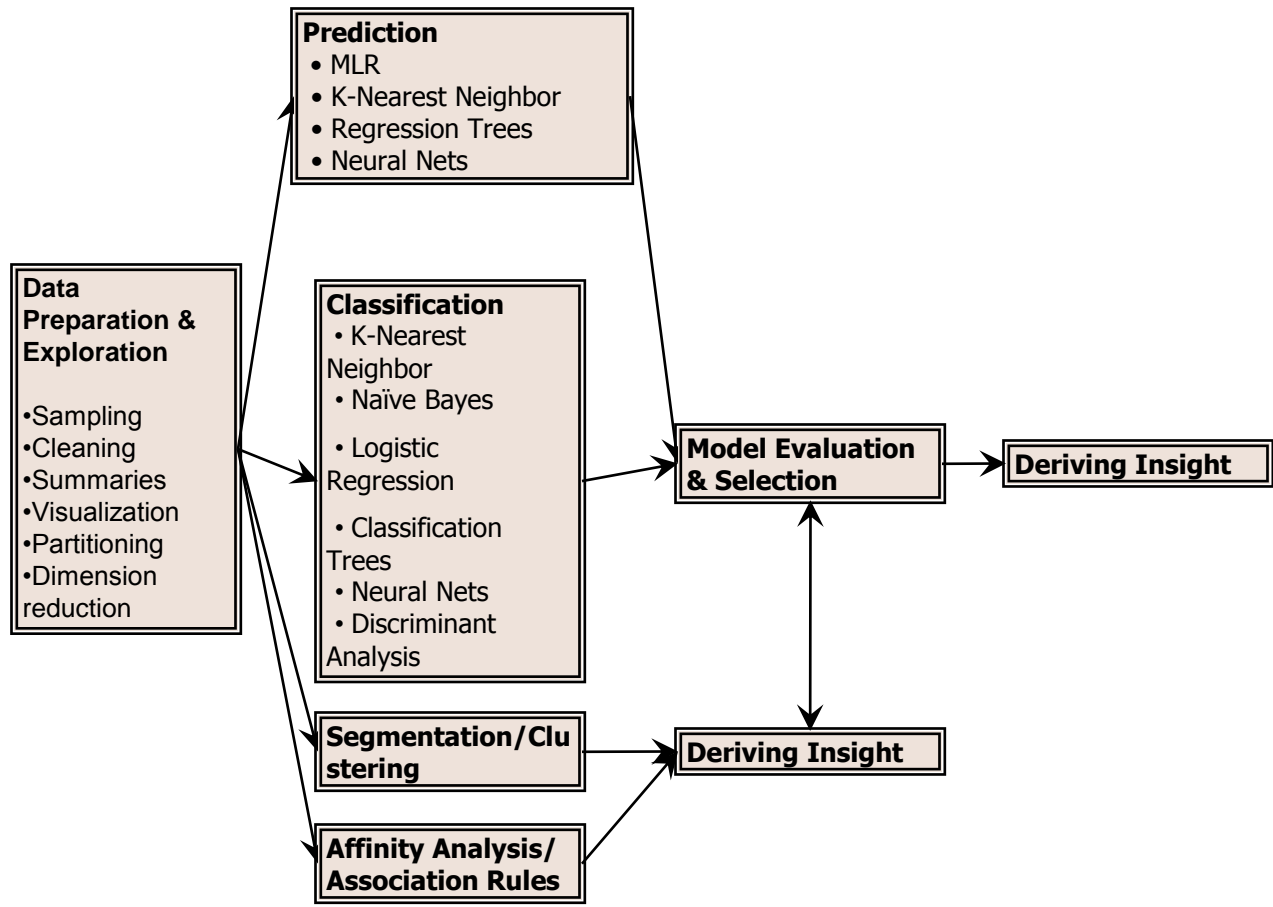 Prediction
• MLR
• K-Nearest Neighbor
• Regression Trees
• Neural Nets
Data
Preparation &
Exploration
•Sampling
•Cleaning
•Summaries
•Visualization
•Partitioning
•Dimension
reduction
Classification
• K-Nearest
Neighbor
• Naïve Bayes
• Logistic
Regression
• Classification
Trees
• Neural Nets
• Discriminant
Analysis
Segmentation/Clu
stering
Affinity Analysis/
Association Rules
Model Evaluation
& Selection
Deriving Insight
Deriving Insight